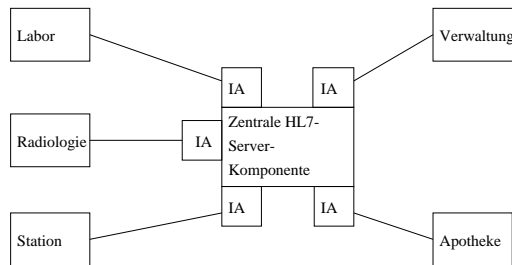 Labor
Verwaltung
IA
IA
Zentrale HL7-
Server-
Komponente
Radiologie
IA
IA
IA
Station
Apotheke